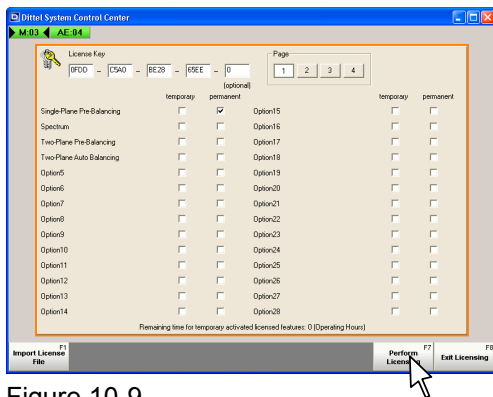 Dittel System Control Center
M:03 AE:04
License Key
Page
0FDD - C5A0 - BE28 - 65EE - 0
1 2 3 4
(optional)
temporary permanent temporary permanent
Single-Plane Pre-Balancing Option15
Spectrum Option16
Two-Plane Pre-Balancing Option17
Two-Plane Auto Balancing Option18
Option5 Option19
Option6 Option20
Option7 Option21
Option8 Option22
Option9 Option23
Option10 Option24
Option11 Option25
Option12 Option26
Option13 Option27
Option14 Option28
Remaining time for temporary activated licensed features: 0 (Operating Hours)
F1 F7 F8
Import License File
Perform Licensing
Exit Licensing
Figure 10-9